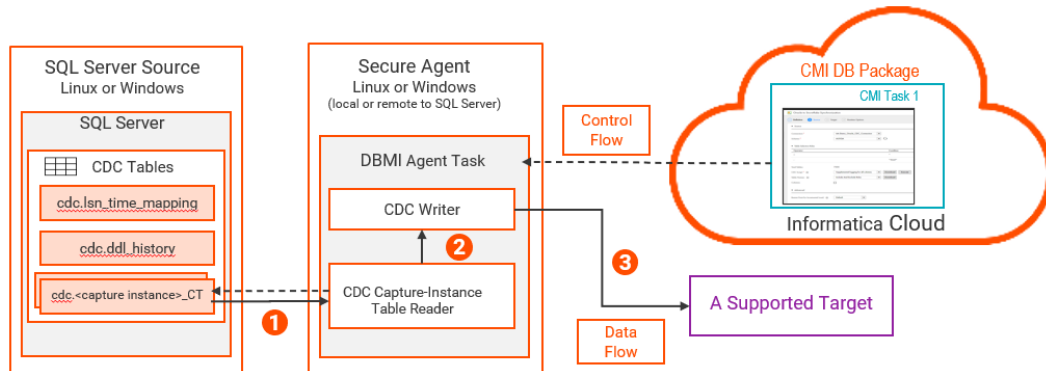 SQL Server Source
Linux or Windows
SQL Server
CDC Tables
cdc.lsn_time_mapping
cdc.ddl_history
cdc.<capture instance>_CT
1
Secure Agent
Linux or Windows
(local or remote to SQL Server)
DBMI Agent Task
CDC Writer
2
CDC Capture-Instance
Table Reader
Control
Flow
3
Data
Flow
CMI DB Package
CMI Task 1
Informatica Cloud
A Supported Target